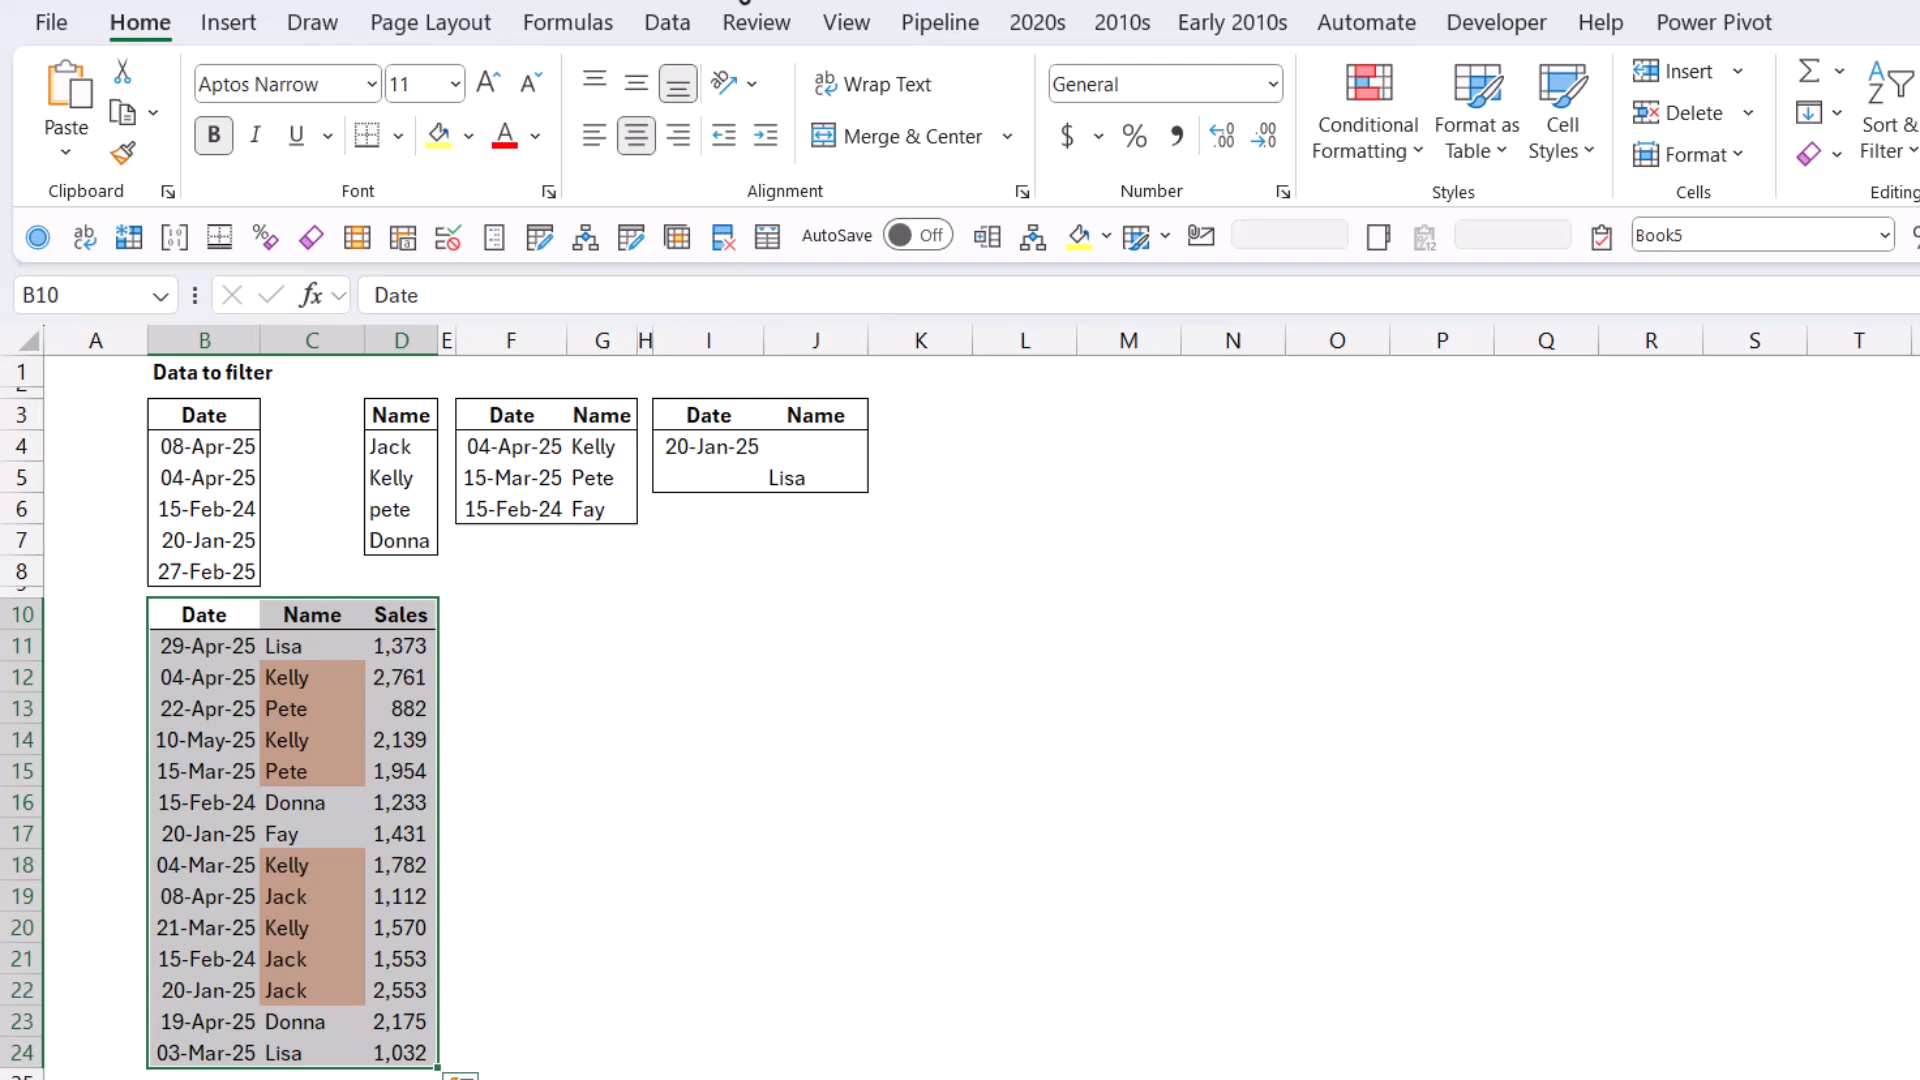 File Home Insert Draw Page Layout Formulas Data Review View Pipeline 2020s 2010s Early 2010s Automate Developer Help Power Pivot
Aptos Narrow 11 Wrap Text General Insert
Paste Conditional Format as Cell Delete Sort &
B I U A Merge & Center $ % Formatting Table Styles Format Filter
Clipboard Font Alignment Number Styles Cells Editing
AutoSave Off Book5
B10 fx Date
A B C D E F G H I J K L M N O P Q R S T
1 Data to filter
3 Date Name Date Name Date Name
4 08-Apr-25 Jack 04-Apr-25 Kelly 20-Jan-25
5 04-Apr-25 Kelly 15-Mar-25 Pete Lisa
6 15-Feb-24 pete 15-Feb-24 Fay
7 20-Jan-25 Donna
8 27-Feb-25
10 Date Name Sales
11 29-Apr-25 Lisa 1,373
12 04-Apr-25 Kelly 2,761
13 22-Apr-25 Pete 882
14 10-May-25 Kelly 2,139
15 15-Mar-25 Pete 1,954
16 15-Feb-24 Donna 1,233
17 20-Jan-25 Fay 1,431
18 04-Mar-25 Kelly 1,782
19 08-Apr-25 Jack 1,112
20 21-Mar-25 Kelly 1,570
21 15-Feb-24 Jack 1,553
22 20-Jan-25 Jack 2,553
23 19-Apr-25 Donna 2,175
24 03-Mar-25 Lisa 1,032